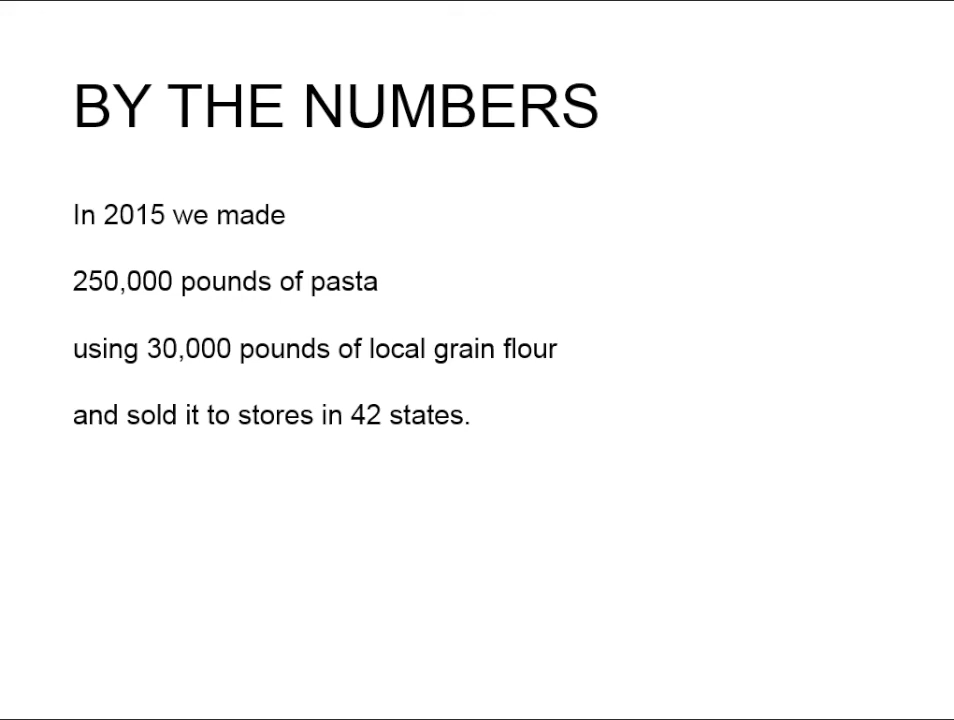 BY THE NUMBERS
In 2015 we made
250,000 pounds of pasta
using 30,000 pounds of local grain flour
and sold it to stores in 42 states.